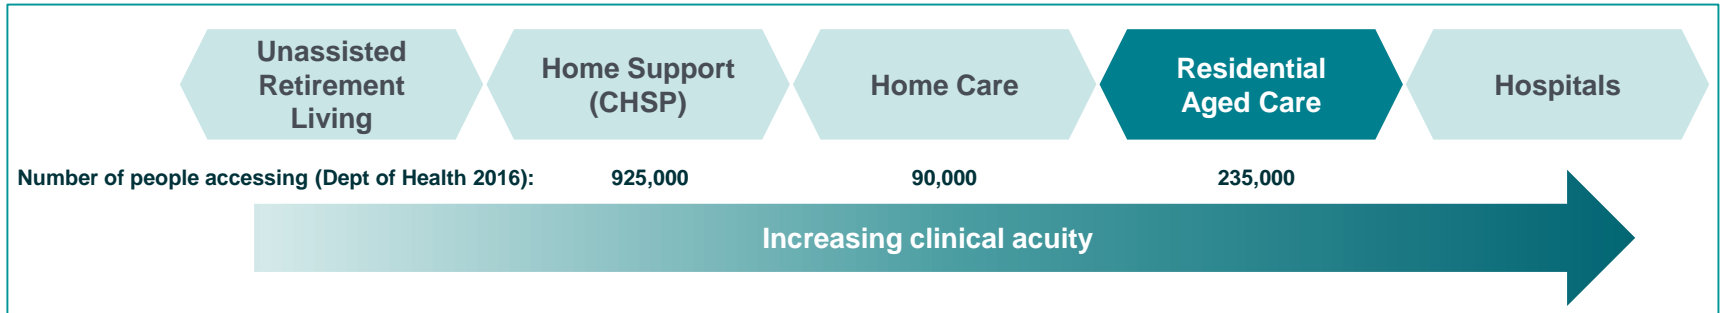 Unassisted
Retirement
Living
Home Support
(CHSP)
Home Care
Residential
Aged Care
Hospitals
Number of people accessing (Dept of Health 2016): 925,000 90,000 235,000
Increasing clinical acuity